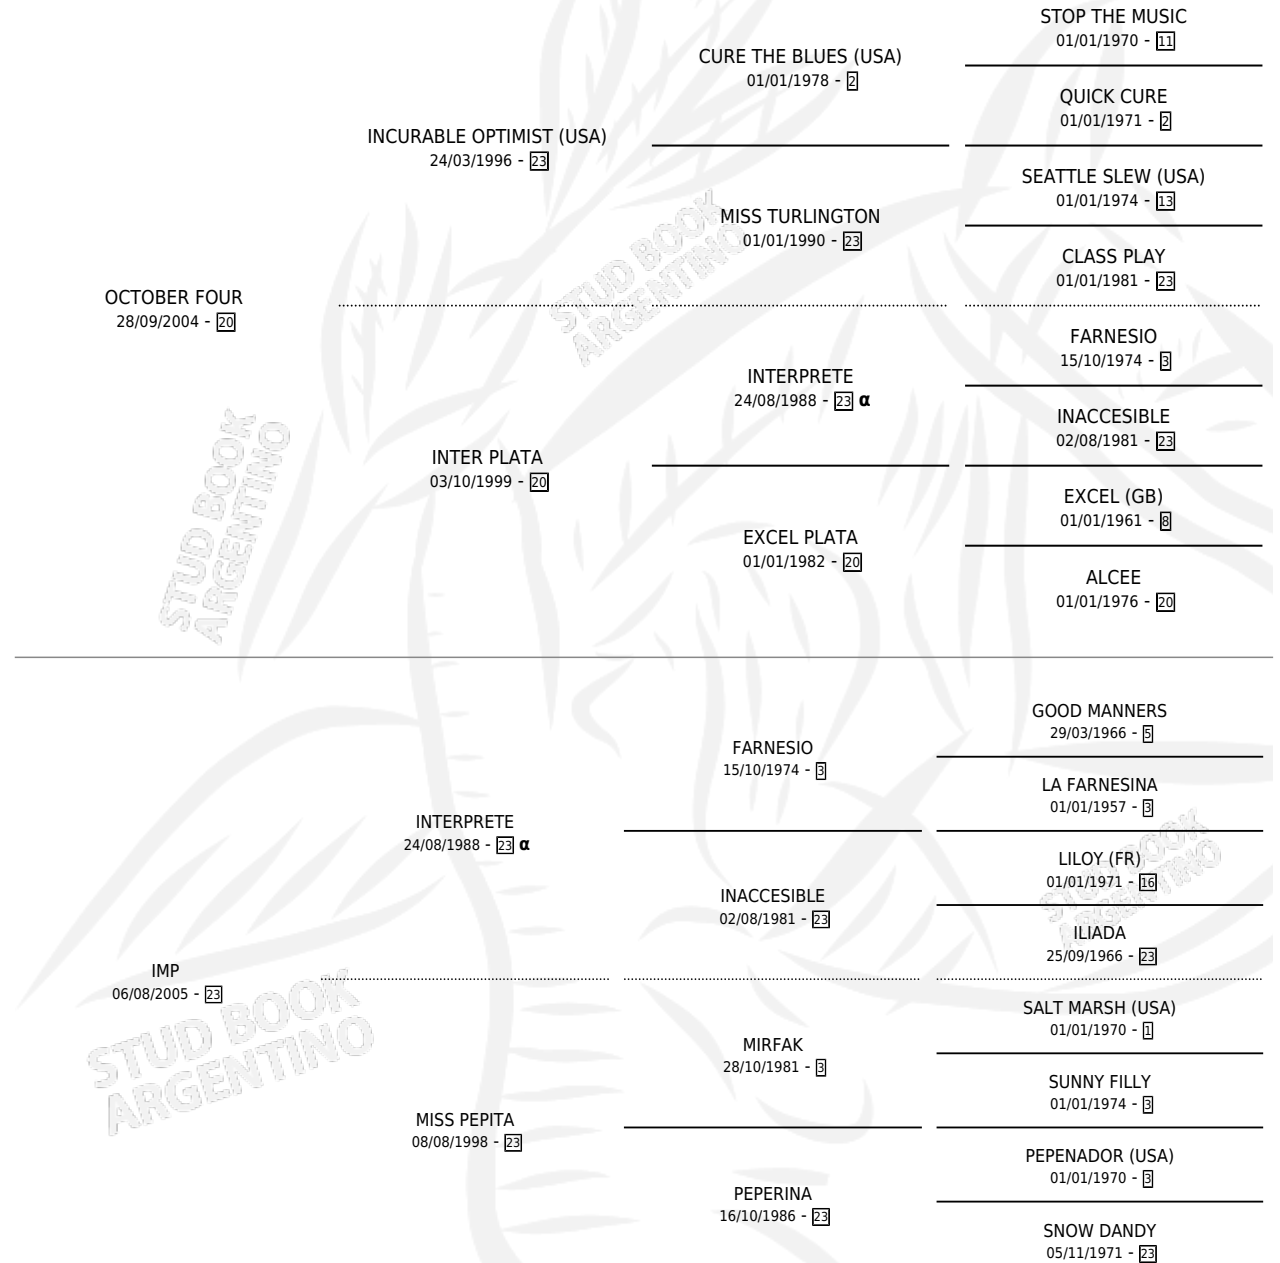 STOP THE MUSIC
01/01/1970 - 11
CURE THE BLUES (USA)
01/01/1978 - 2
QUICK CURE
01/01/1971 - 2
INCURABLE OPTIMIST (USA)
24/03/1996 - 23
SEATTLE SLEW (USA)
01/01/1974 - 13
MISS TURLINGTON
01/01/1990 - 23
CLASS PLAY
01/01/1981 - 23
STUD BOOK
ARGENTINO
OCTOBER FOUR
28/09/2004 - 20
FARNESIO
15/10/1974 - 3
INTERPRETE
24/08/1988 - 23 α
INACCESIBLE
02/08/1981 - 23
INTER PLATA
03/10/1999 - 20
EXCEL (GB)
01/01/1961 - 8
EXCEL PLATA
01/01/1982 - 20
ALCEE
01/01/1976 - 20
STUD BOOK
ARGENTINO
GOOD MANNERS
29/03/1966 - 5
FARNESIO
15/10/1974 - 3
LA FARNESINA
01/01/1957 - 3
INTERPRETE
24/08/1988 - 23 α
LILOY (FR)
01/01/1971 - 16
INACCESIBLE
02/08/1981 - 23
ILIADA
25/09/1966 - 23
STUD BOOK
ARGENTINO
IMP
06/08/2005 - 23
STUD BOOK
ARGENTINO
SALT MARSH (USA)
01/01/1970 - 1
MIRFAK
28/10/1981 - 3
SUNNY FILLY
01/01/1974 - 3
MISS PEPITA
08/08/1998 - 23
PEPENADOR (USA)
01/01/1970 - 3
PEPERINA
16/10/1986 - 23
SNOW DANDY
05/11/1971 - 23